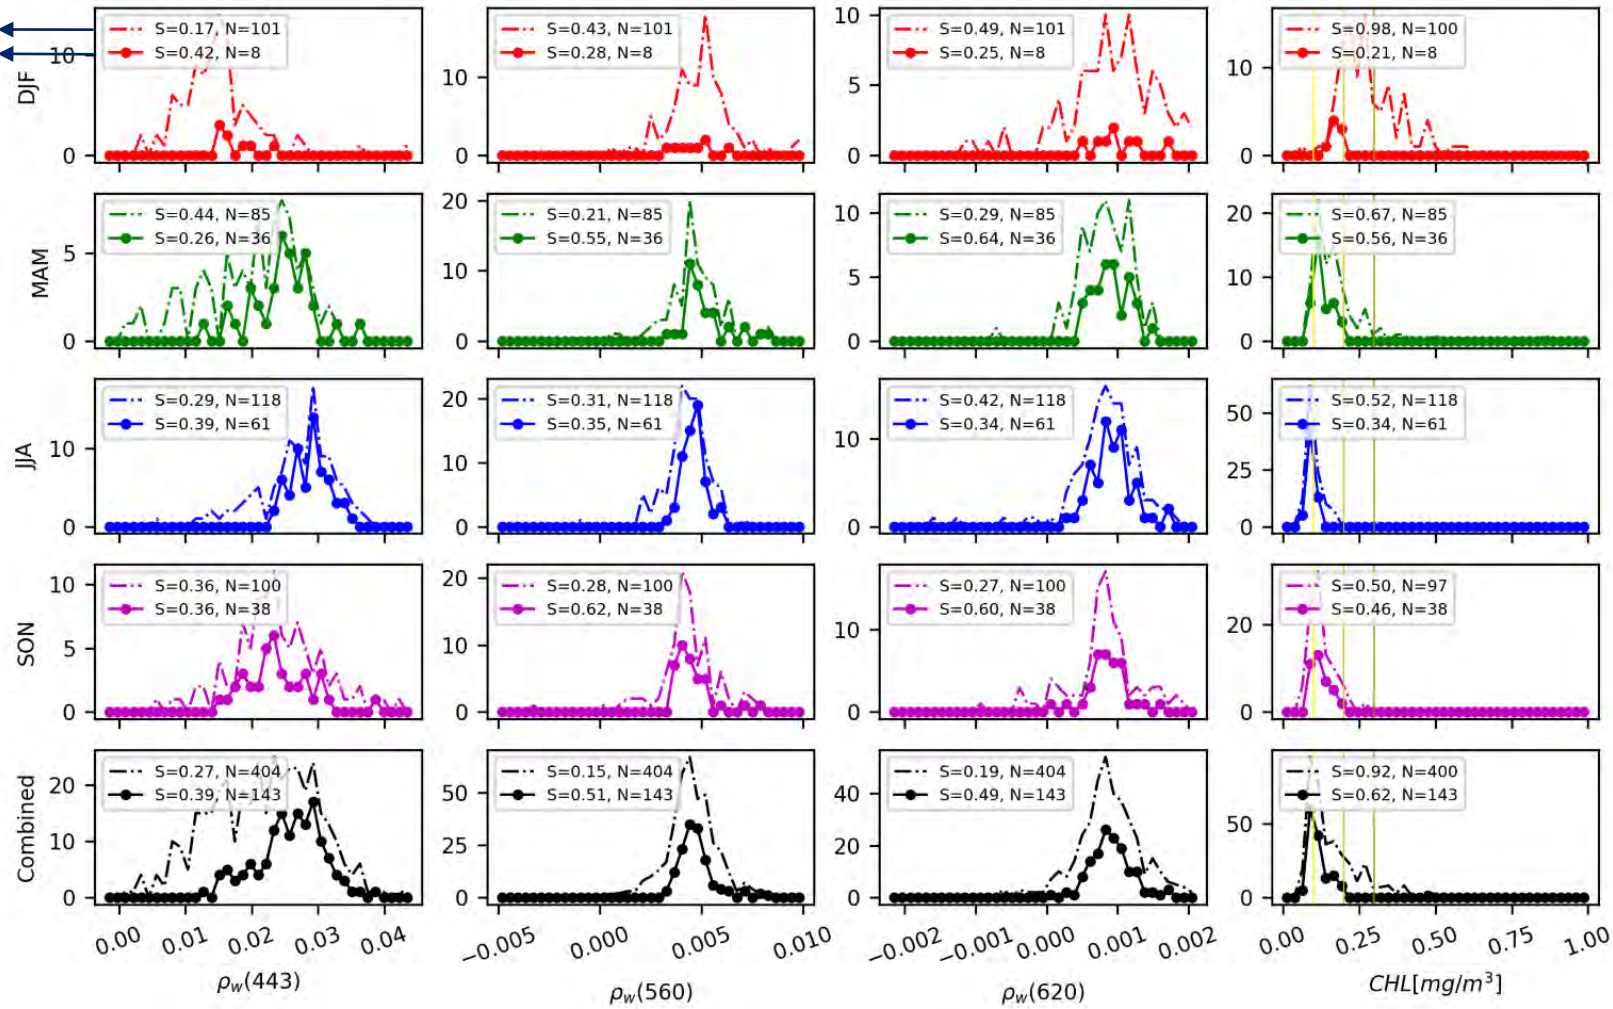 DJF
S=0.17, N=101
S=0.42, N=8
10
0
S=0.43, N=101
S=0.28, N=8
10
0
S=0.49, N=101
S=0.25, N=8
10
5
0
S=0.98, N=100
S=0.21, N=8
10
0
MAM
S=0.44, N=85
S=0.26, N=36
5
0
S=0.21, N=85
S=0.55, N=36
20
10
0
S=0.29, N=85
S=0.64, N=36
10
5
0
S=0.67, N=85
S=0.56, N=36
20
10
0
JJA
S=0.29, N=118
S=0.39, N=61
10
0
S=0.31, N=118
S=0.35, N=61
20
10
0
S=0.42, N=118
S=0.34, N=61
10
0
S=0.52, N=118
S=0.34, N=61
50
25
0
SON
S=0.36, N=100
S=0.36, N=38
10
5
0
S=0.28, N=100
S=0.62, N=38
20
10
0
S=0.27, N=100
S=0.60, N=38
10
0
S=0.50, N=97
S=0.46, N=38
20
0
Combined
S=0.27, N=404
S=0.39, N=143
20
10
0
S=0.15, N=404
S=0.51, N=143
50
25
0
S=0.19, N=404
S=0.49, N=143
40
20
0
S=0.92, N=400
S=0.62, N=143
50
0
0.00 0.01 0.02 0.03 0.04
−0.005 0.000 0.005 0.010
−0.002 −0.001 0.000 0.001 0.002
0.00 0.25 0.50 0.75 1.00
ρw(443)
ρw(560)
ρw(620)
CHL[mg/m³]